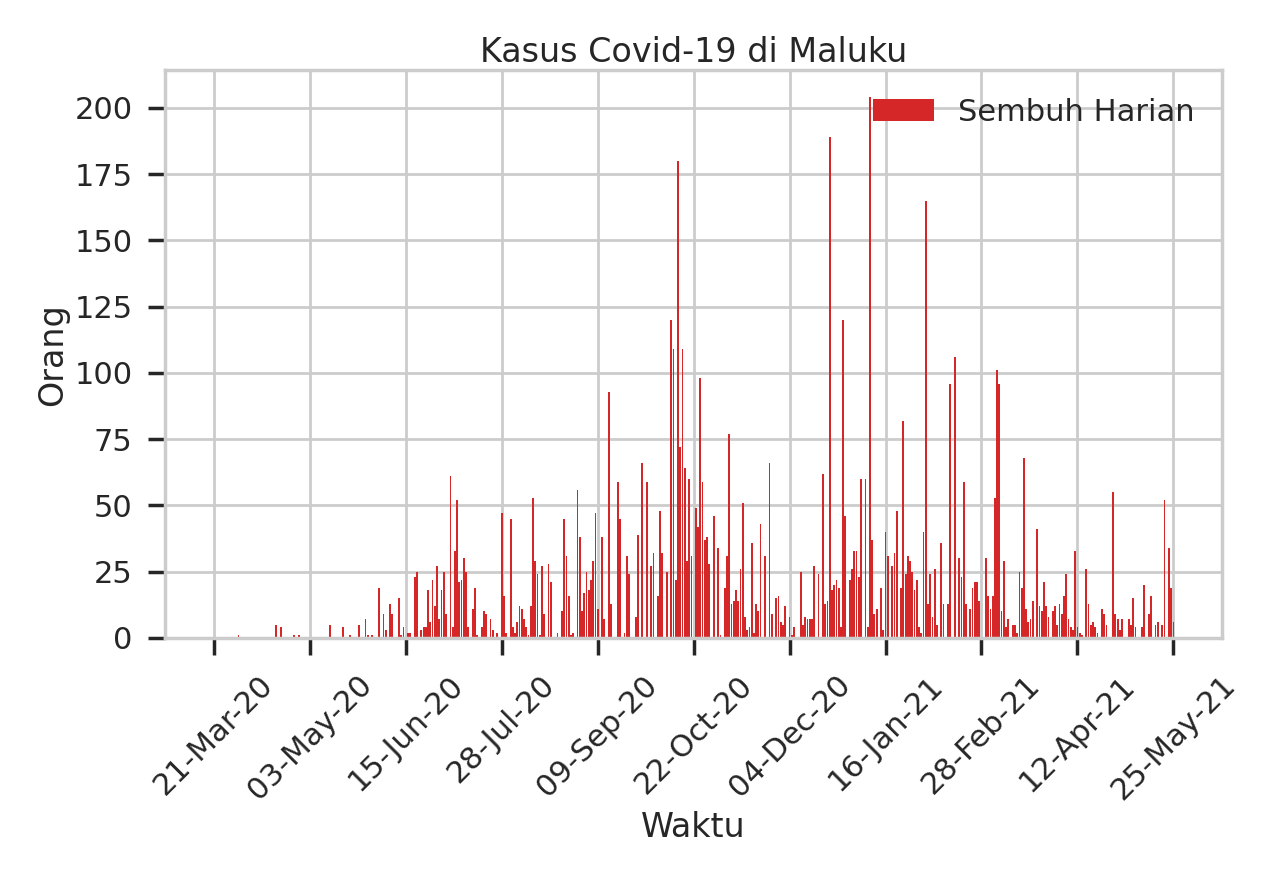 Kasus Covid-19 di Maluku
Sembuh Harian
200
175
150
125
100
75
50
25
0
Orang
21-Mar-20
03-May-20
15-Jun-20
28-Jul-20
09-Sep-20
22-Oct-20
04-Dec-20
16-Jan-21
28-Feb-21
12-Apr-21
25-May-21
Waktu